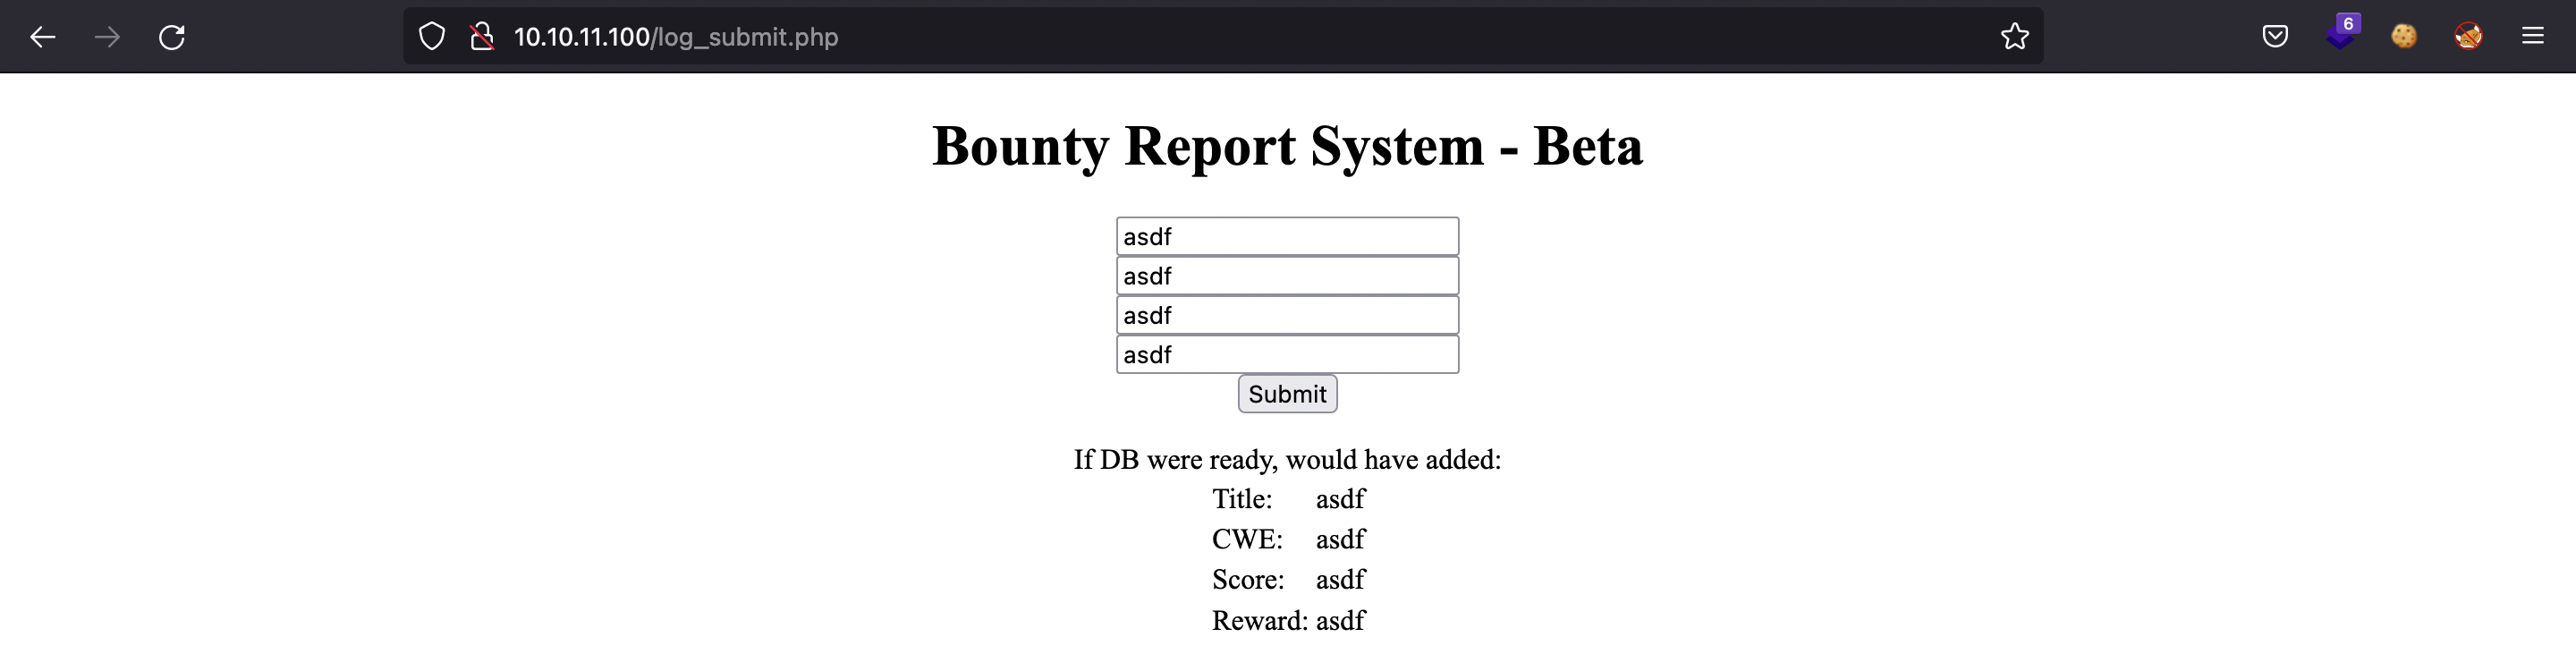 10.10.11.100/log_submit.php
6
Bounty Report System - Beta
asdf
asdf
asdf
asdf
Submit
If DB were ready, would have added:
Title: asdf
CWE: asdf
Score: asdf
Reward: asdf